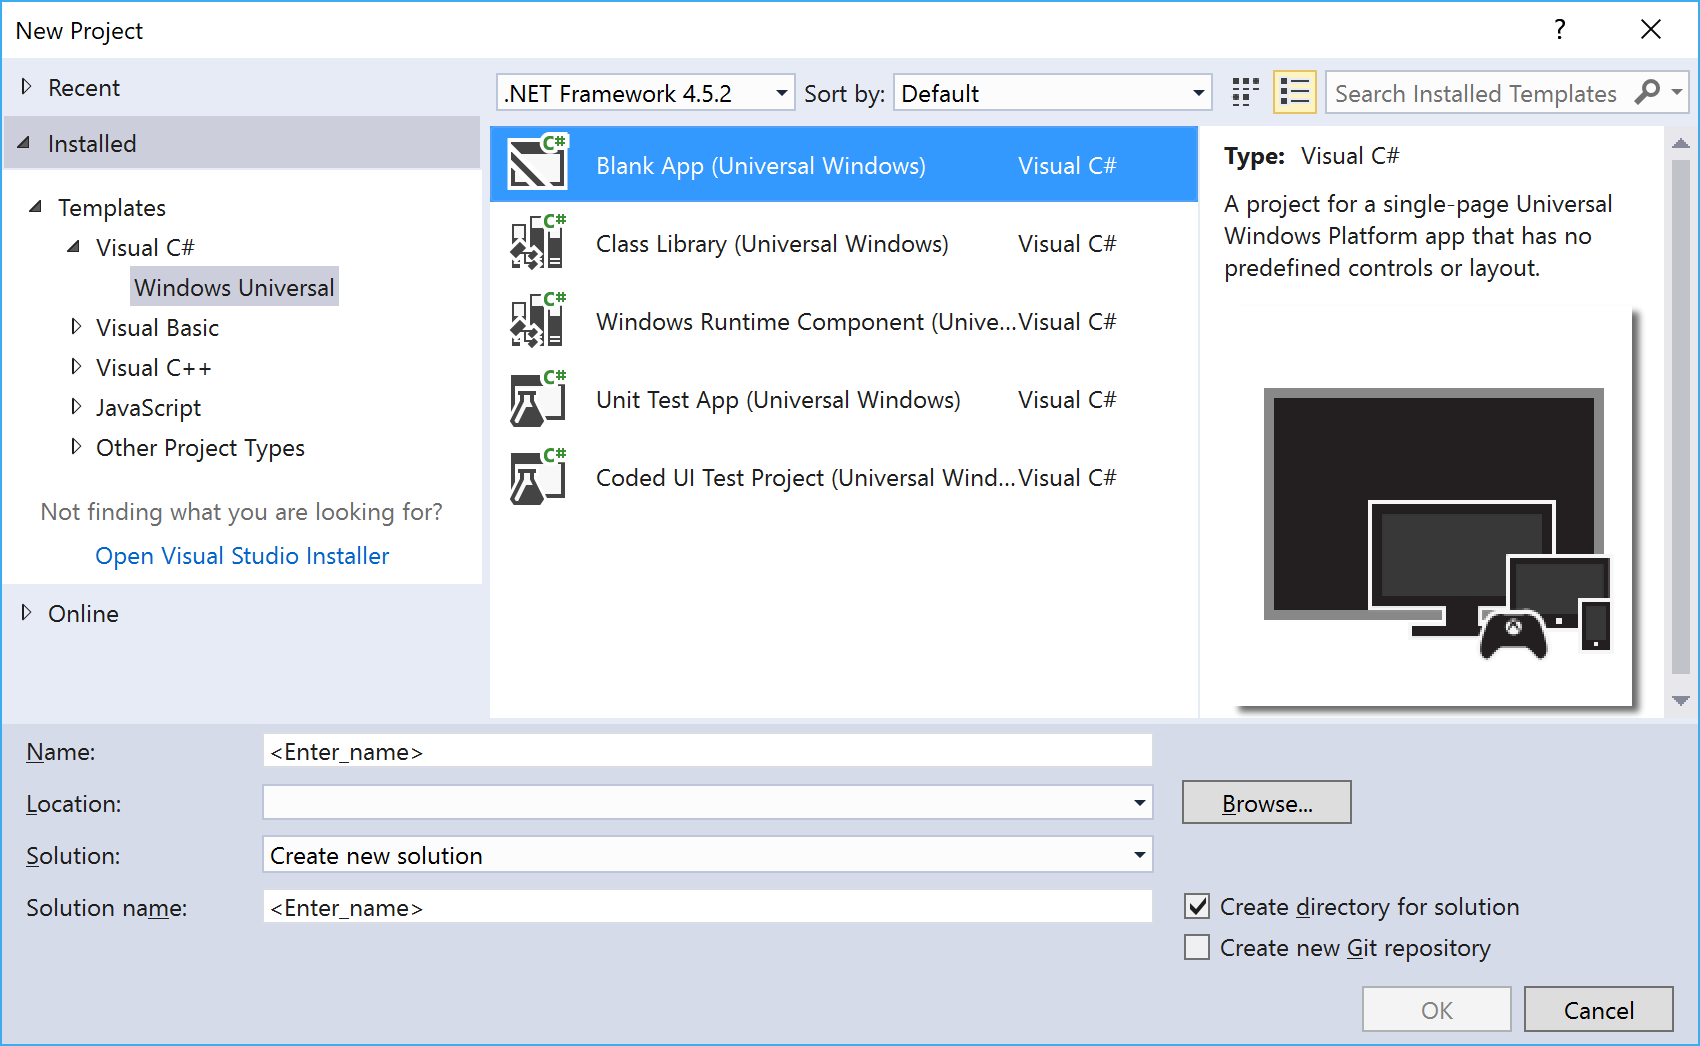 New Project
?
Recent
Installed
Templates
Visual C#
Windows Universal
Visual Basic
Visual C++
JavaScript
Other Project Types
Not finding what you are looking for?
Open Visual Studio Installer
Online
.NET Framework 4.5.2
Sort by:
Default
Search Installed Templates
C#
Blank App (Universal Windows)
Visual C#
C#
Class Library (Universal Windows)
Visual C#
C#
Windows Runtime Component (Unive...
Visual C#
C#
Unit Test App (Universal Windows)
Visual C#
C#
Coded UI Test Project (Universal Wind...
Visual C#
Type: Visual C#
A project for a single-page Universal
Windows Platform app that has no
predefined controls or layout.
Name:
<Enter_name>
Location:
Browse...
Solution:
Create new solution
Solution name:
<Enter_name>
Create directory for solution
Create new Git repository
OK
Cancel